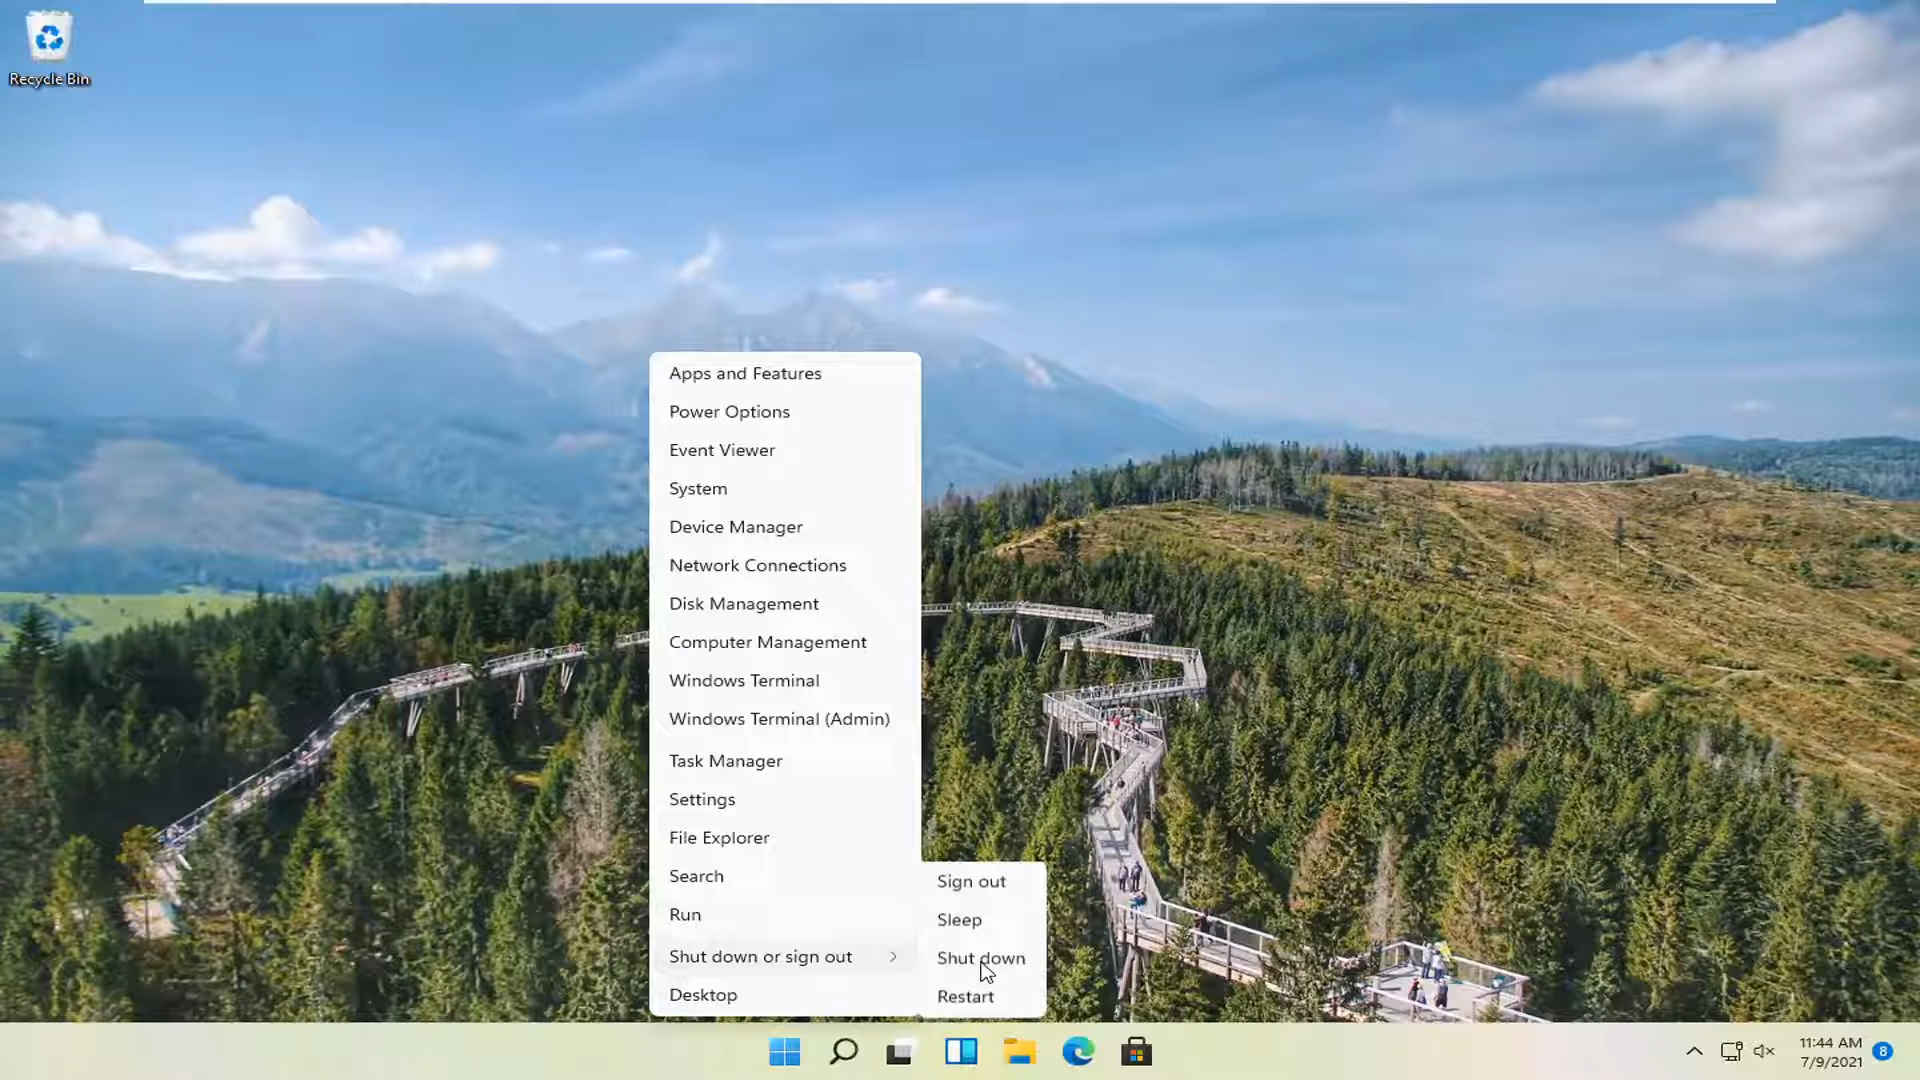 Recycle Bin
Apps and Features
Power Options
Event Viewer
System
Device Manager
Network Connections
Disk Management
Computer Management
Windows Terminal
Windows Terminal (Admin)
Task Manager
Settings
File Explorer
Search
Run
Shut down or sign out
Desktop
Sign out
Sleep
Shut down
Restart
11:44 AM
7/9/2021
8